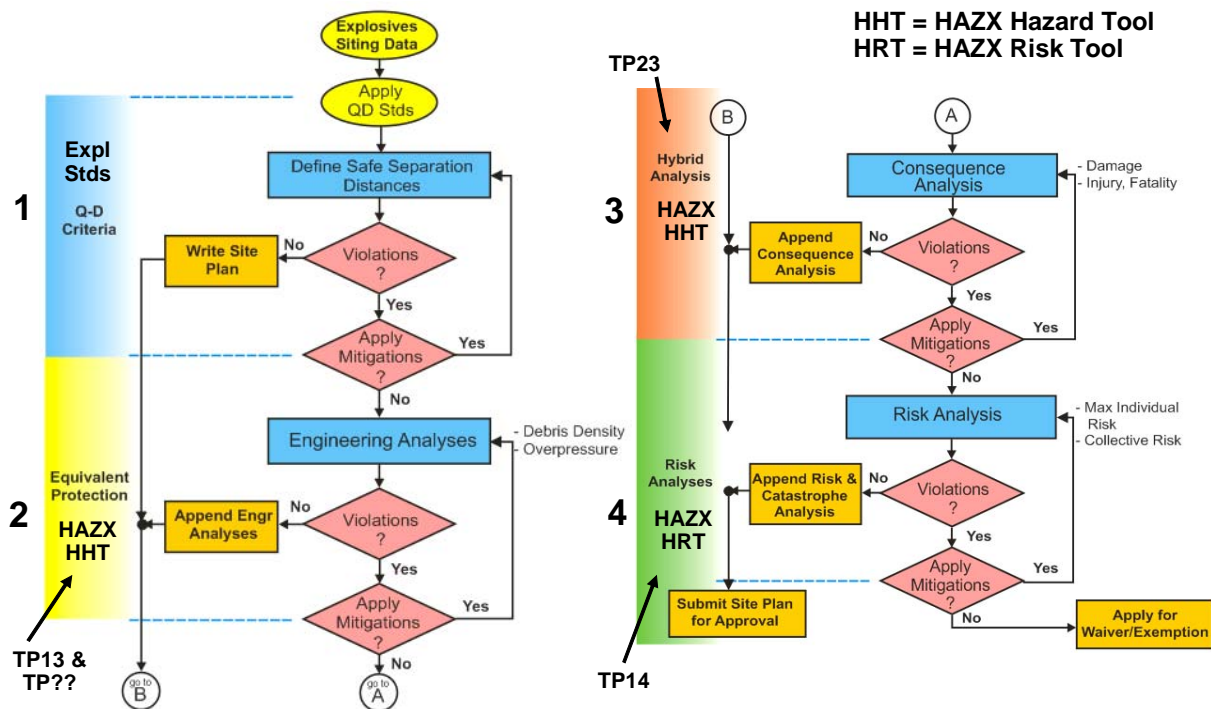 HHT = HAZX Hazard Tool
HRT = HAZX Risk Tool
Explosives
Siting Data
Apply
QD Stds
1
Expl
Stds
Q-D
Criteria
Define Safe Separation
Distances
Violations
?
No
Write Site
Plan
Yes
Apply
Mitigations
?
Yes
No
2
Equivalent
Protection
HAZX
HHT
Engineering Analyses
- Debris Density
- Overpressure
Violations
?
No
Append Engr
Analyses
Yes
Apply
Mitigations
?
Yes
No
TP13 &
TP??
go to
B
go to
A
TP23
B
A
3
Hybrid
Analysis
HAZX
HHT
Consequence
Analysis
- Damage
- Injury, Fatality
Violations
?
No
Append
Consequence
Analysis
Yes
Apply
Mitigations
?
Yes
No
4
Risk
Analyses
HAZX
HRT
Risk Analysis
- Max Individual
Risk
- Collective Risk
Violations
?
No
Append Risk &
Catastrophe
Analysis
Yes
Apply
Mitigations
?
Yes
No
Submit Site Plan
for Approval
Apply for
Waiver/Exemption
TP14